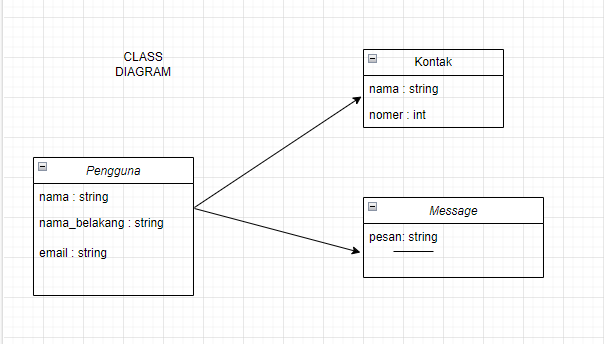 CLASS
DIAGRAM
Kontak
nama : string
nomer : int
Pengguna
nama : string
nama_belakang : string
email : string
Message
pesan: string